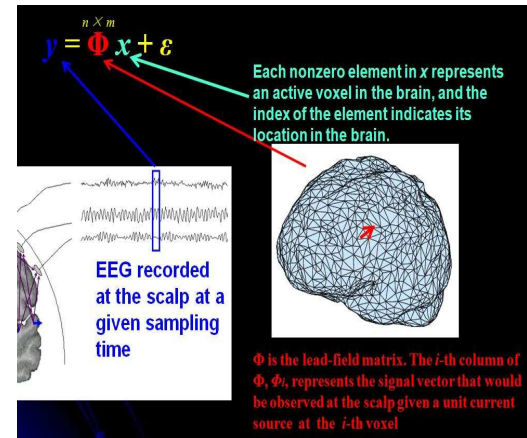 n × m
y = Φ x + ε
Each nonzero element in x represents
an active voxel in the brain, and the
index of the element indicates its
location in the brain.
EEG recorded
at the scalp at a
given sampling
time
Φ is the lead-field matrix. The i-th column of
Φ, Φi, represents the signal vector that would
be observed at the scalp given a unit current
source at the i-th voxel